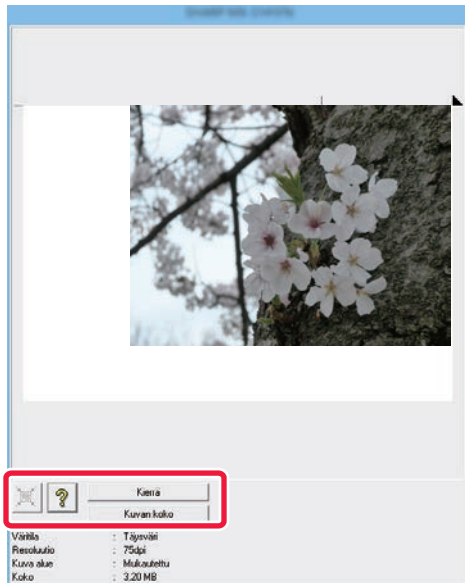 ?
Kierrä
Kuvan koko
Väritila : Täysväri
Resoluutio : 75dpi
Kuva alue : Mukautettu
Koko : 3,20 MB